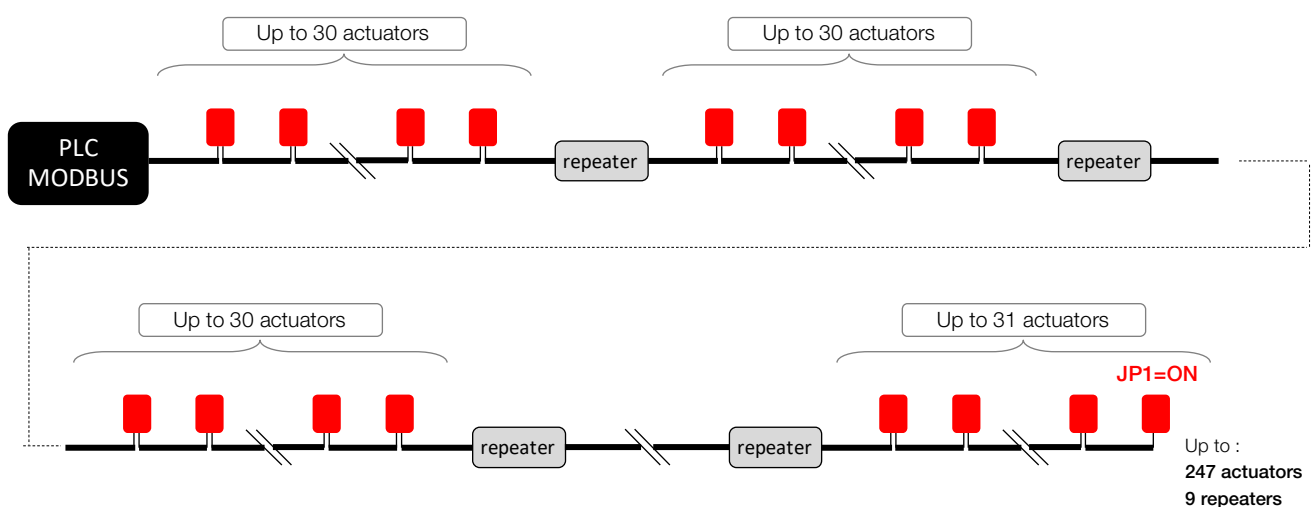 Up to 30 actuators
Up to 30 actuators
PLC
MODBUS
repeater
repeater
Up to 30 actuators
Up to 31 actuators
JP1=ON
repeater
repeater
Up to :
247 actuators
9 repeaters